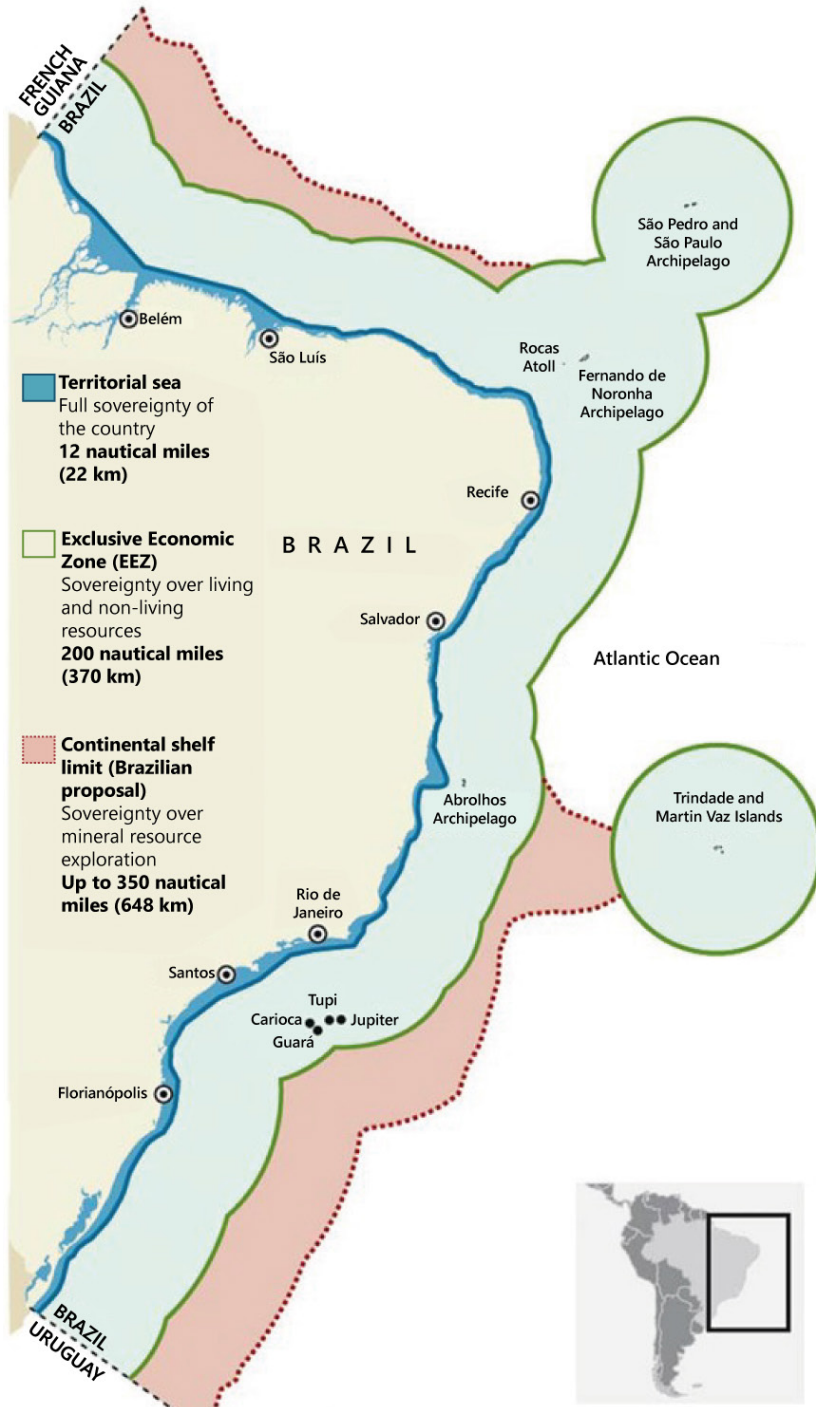 FRENCH
GUIANA
BRAZIL
São Pedro and
São Paulo
Archipelago
Belém
São Luís
Rocas
Atoll
Fernando de
Noronha
Archipelago
Territorial sea
Full sovereignty of
the country
12 nautical miles
(22 km)
Recife
Exclusive Economic
Zone (EEZ)
Sovereignty over living
and non-living
resources
200 nautical miles
(370 km)
BRAZIL
Salvador
Atlantic Ocean
Continental shelf
limit (Brazilian
proposal)
Sovereignty over
mineral resource
exploration
Up to 350 nautical
miles (648 km)
Abrolhos
Archipelago
Trindade and
Martin Vaz Islands
Rio de
Janeiro
Santos
Tupi
Carioca
Jupiter
Guará
Florianópolis
BRAZIL
URUGUAY